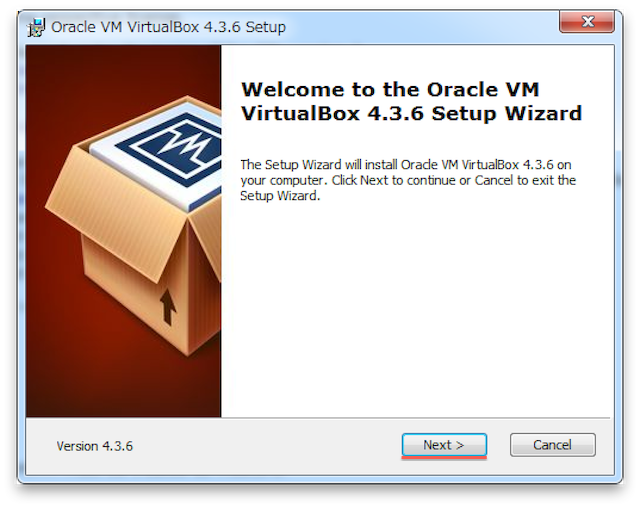 Oracle VM VirtualBox 4.3.6 Setup
Welcome to the Oracle VM
VirtualBox 4.3.6 Setup Wizard
The Setup Wizard will install Oracle VM VirtualBox 4.3.6 on
your computer. Click Next to continue or Cancel to exit the
Setup Wizard.
Version 4.3.6
Next >
Cancel